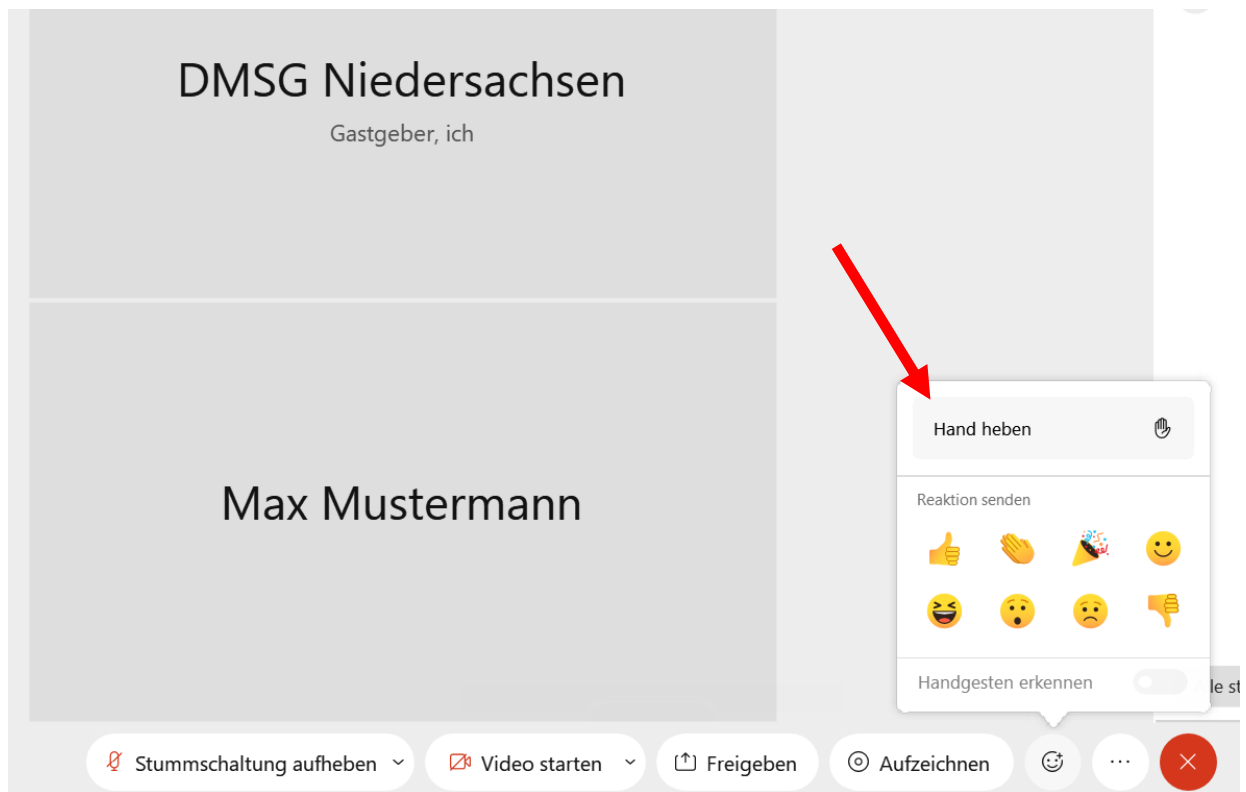 DMSG Niedersachsen
Gastgeber, ich
Max Mustermann
Hand heben
Reaktion senden
Handgesten erkennen
Stummschaltung aufheben
Video starten
Freigeben
Aufzeichnen